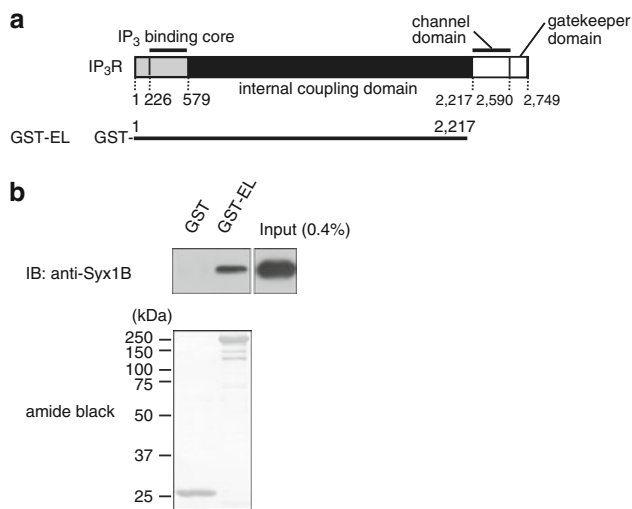 a
IP3 binding core
channel domain
gatekeeper domain
IP3R
internal coupling domain
1 226 579 2,217 2,590 2,749
1 2,217
GST-EL GST-
b
GST
GST-EL
Input (0.4%)
IB: anti-Syx1B
(kDa)
250
150
100
75
amide black
50
37
25